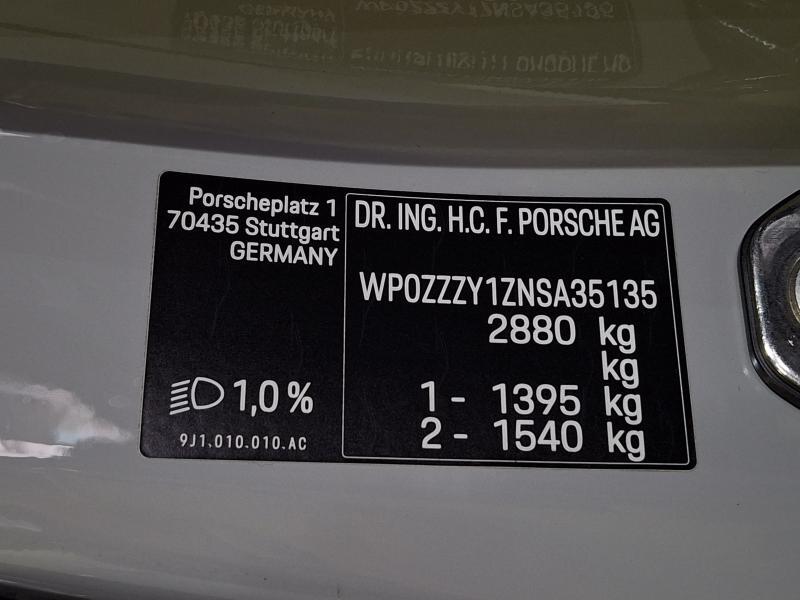 Porscheplatz 1
70435 Stuttgart
GERMANY
1,0 %
9J1.010.010.AC
DR. ING. H.C. F. PORSCHE AG
WP0ZZZY1ZNSA35135
2880 kg
kg
1 - 1395 kg
2 - 1540 kg